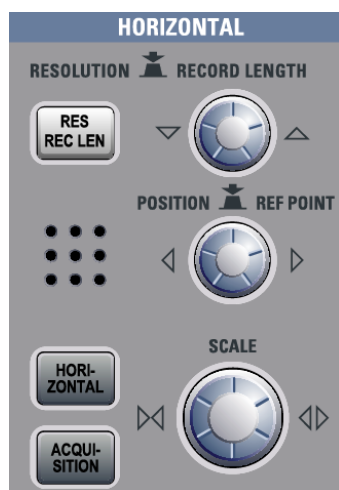 HORIZONTAL
RESOLUTION RECORD LENGTH
RES
REC LEN
POSITION REF POINT
SCALE
HORI-
ZONTAL
ACQUI-
SITION